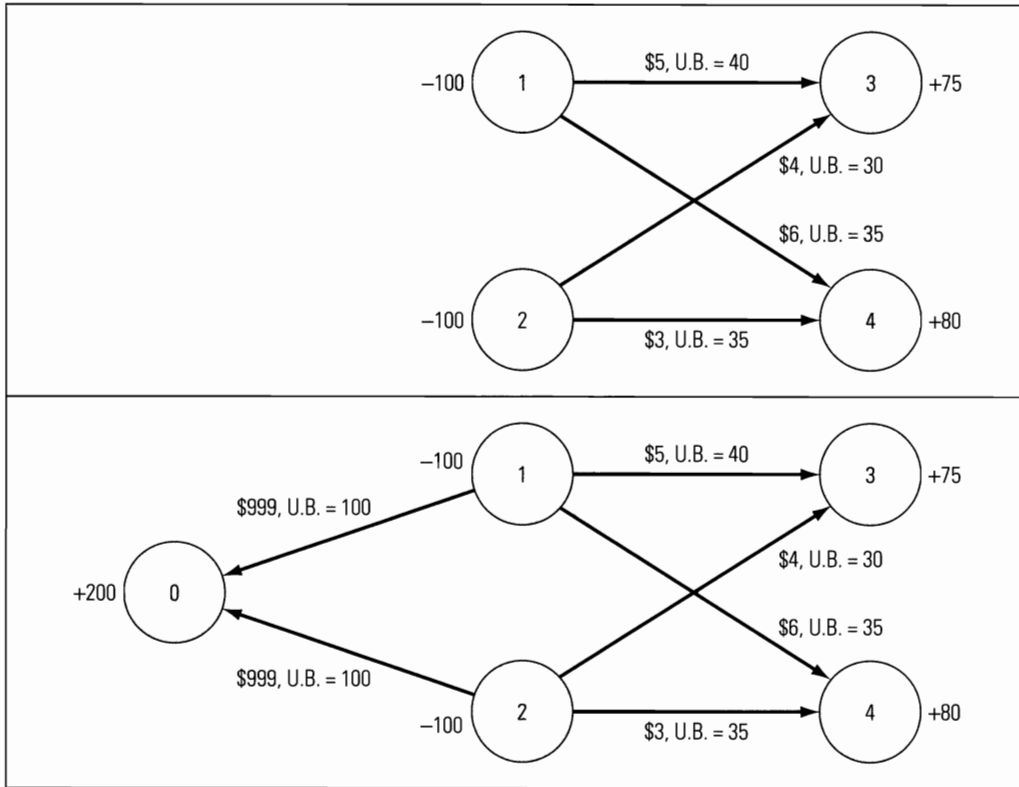 $5, U.B. = 40
–100 1 3 +75
$4, U.B. = 30
$6, U.B. = 35
–100 2 4 +80
$3, U.B. = 35
$5, U.B. = 40
–100 1 3 +75
$999, U.B. = 100
$4, U.B. = 30
+200 0
$6, U.B. = 35
$999, U.B. = 100
–100 2 4 +80
$3, U.B. = 35